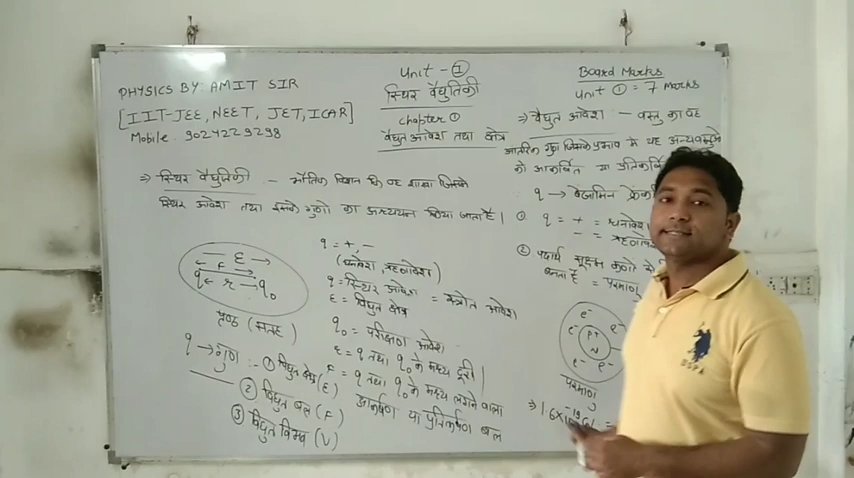 PHYSICS BY: AMIT SIR
[IIT-JEE, NEET, JET, ICAR]
Mobile. 9024229298
Unit - ①
स्थिर वैद्युतिकी
chapter ①
वैद्युत आवेश तथा क्षेत्र
Board Marks
Unit ① = 7 Marks
⇒ वैद्युत आवेश :- वस्तु का वह
आंतरिक गुण जिसके प्रभाव से वह अन्य वस्तुओ
को आकर्षित या प्रतिकर्षि
q → बेंजामिन फ्रेंक
① q = + = धनावेश
- = ऋणावेश
② पदार्थ सूक्ष्म कणो से
बनता है = परमाणु
e⁻ e⁻ e⁻ e⁻
P+
N
परमाणु
⇒ स्थिर वैद्युतिकी - भौतिक विज्ञान कि वह शाखा जिसमे
स्थिर आवेश तथा इसके गुणो का अध्ययन किया जाता है |
— E →
F
q ← r → q₀
पृष्ठ (सतह)
q = +, -
(धनावेश ऋणावेश)
q = स्थिर आवेश = स्त्रोत आवेश
E = विद्युत क्षेत्र
q₀ = परीक्षण आवेश
r = q तथा q₀ के मध्य दूरी |
F = q तथा q₀ के मध्य लगने वाला
आकर्षण या प्रतिकर्षण बल
q → गुण :- ① विद्युत क्षेत्र (E)
② विद्युत बल (F)
③ विद्युत विभव (V)
USPA